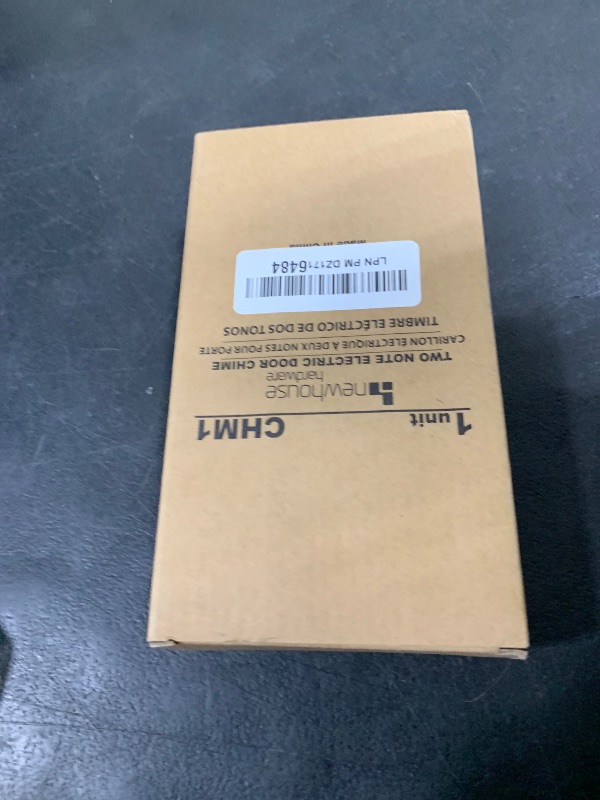 1 unit CHM1
newhouse
hardware
TWO NOTE ELECTRIC DOOR CHIME
CARILLON ÉLECTRIQUE À DEUX NOTES POUR PORTE
TIMBRE ELÉCTRICO DE DOS TONOS
LPN PM DZ1716484
Made in China